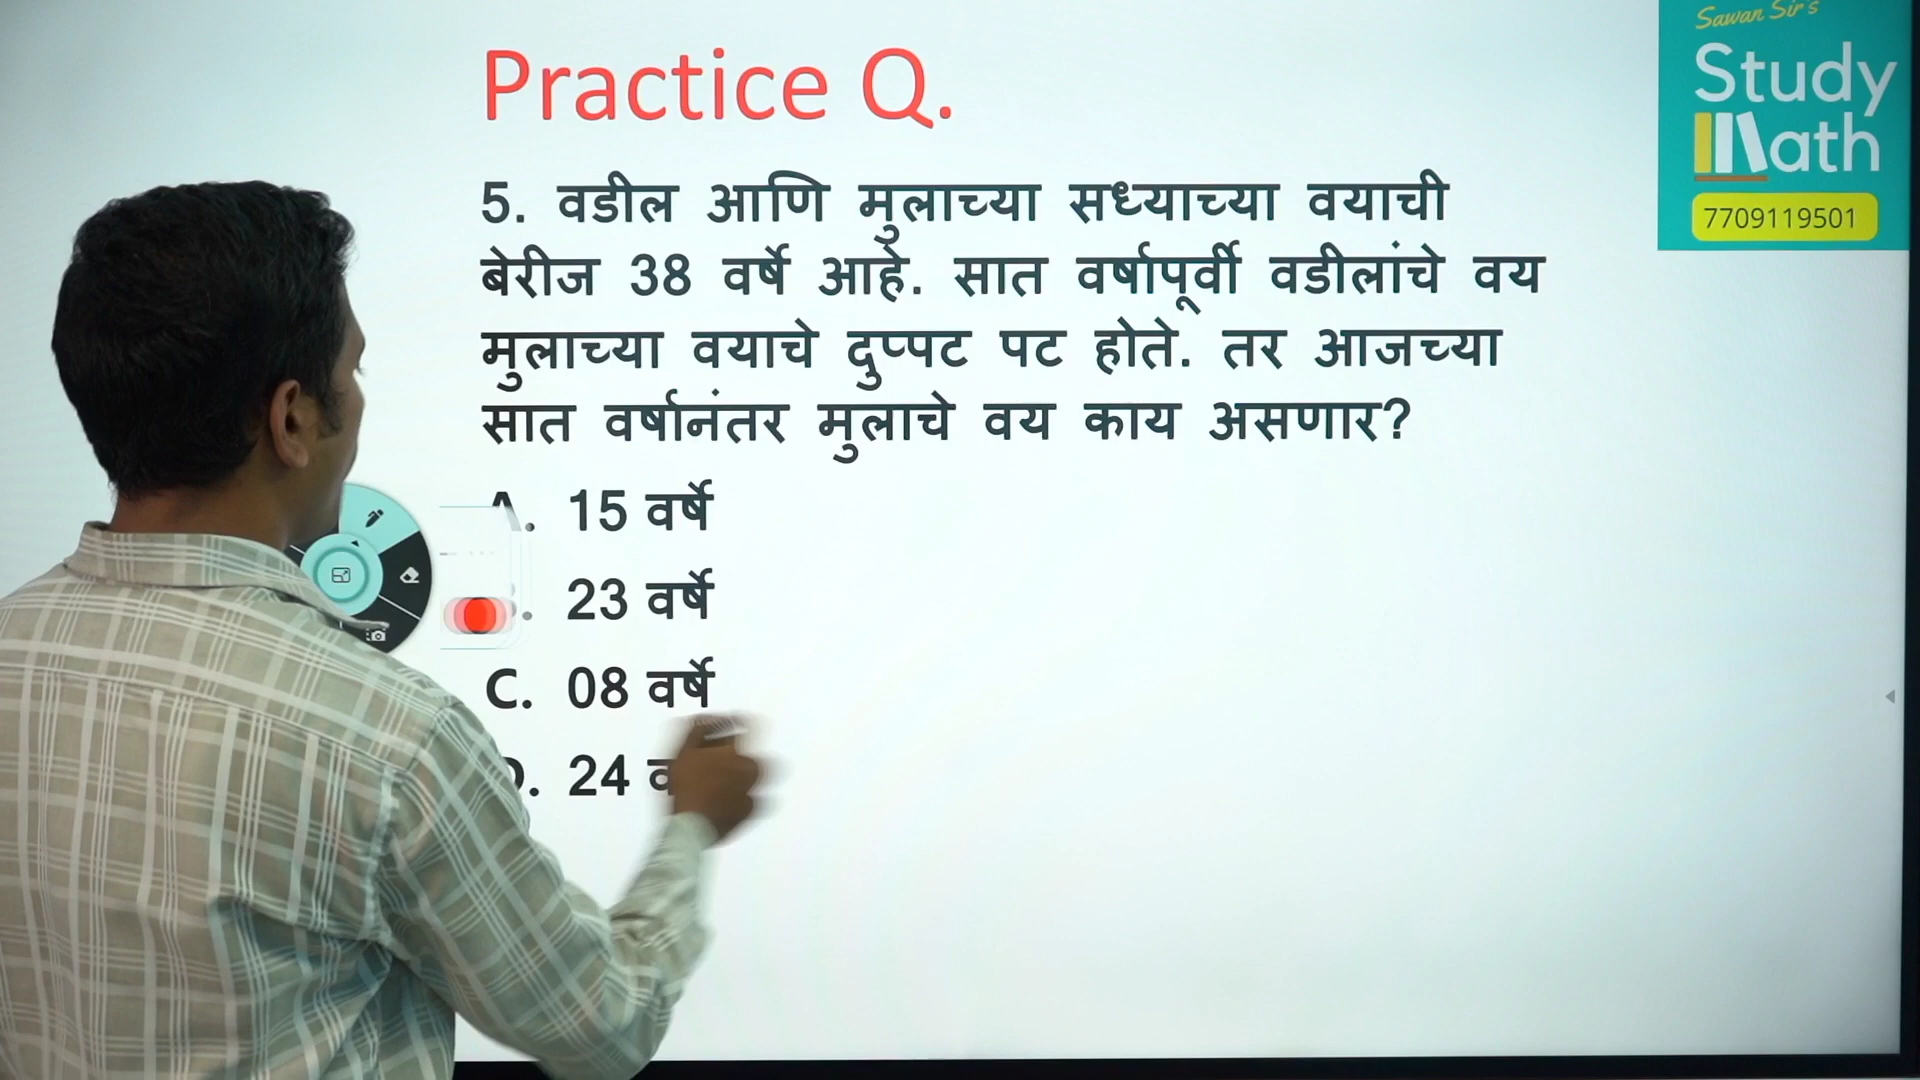 Sawan Sir's
Study
Math
7709119501
Practice Q.
5. वडील आणि मुलाच्या सध्याच्या वयाची
बेरीज 38 वर्षे आहे. सात वर्षापूर्वी वडीलांचे वय
मुलाच्या वयाचे दुप्पट पट होते. तर आजच्या
सात वर्षानंतर मुलाचे वय काय असणार?
A. 15 वर्षे
23 वर्षे
C. 08 वर्षे
D. 24